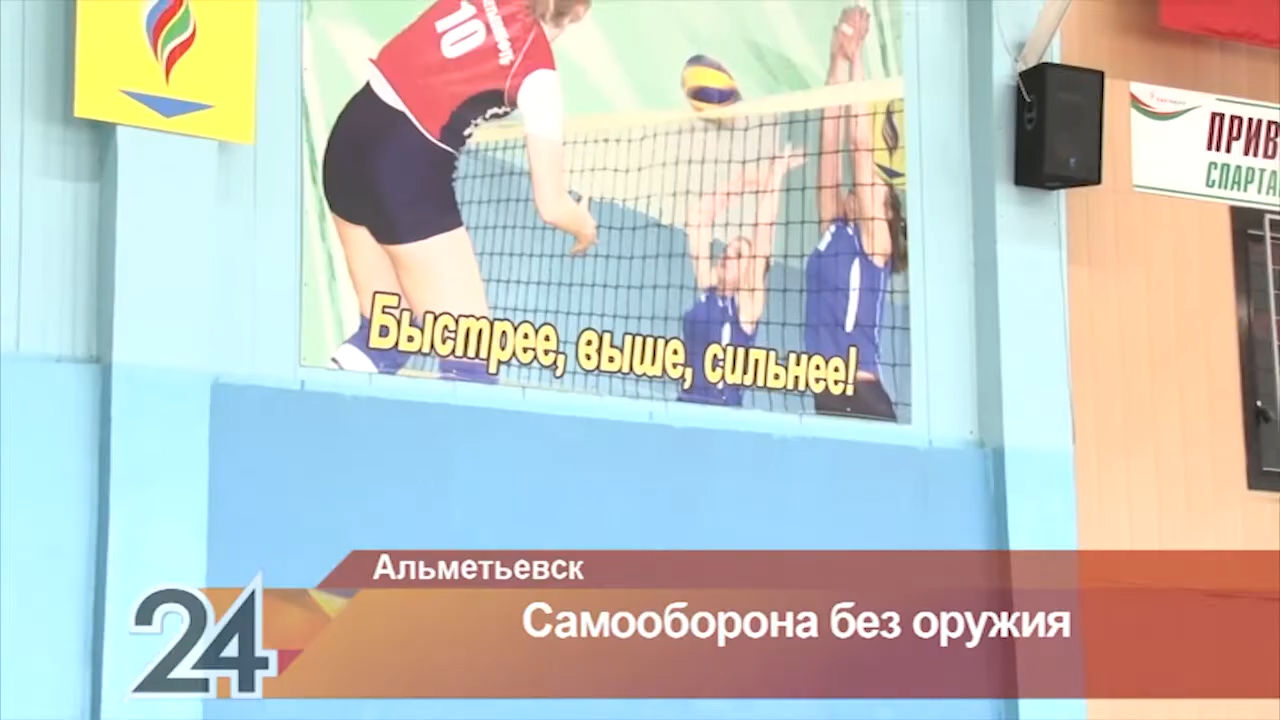 10
Быстрее, выше, сильнее!
ПРИВ
СПАРТА
Альметьевск
Самооборона без оружия
24